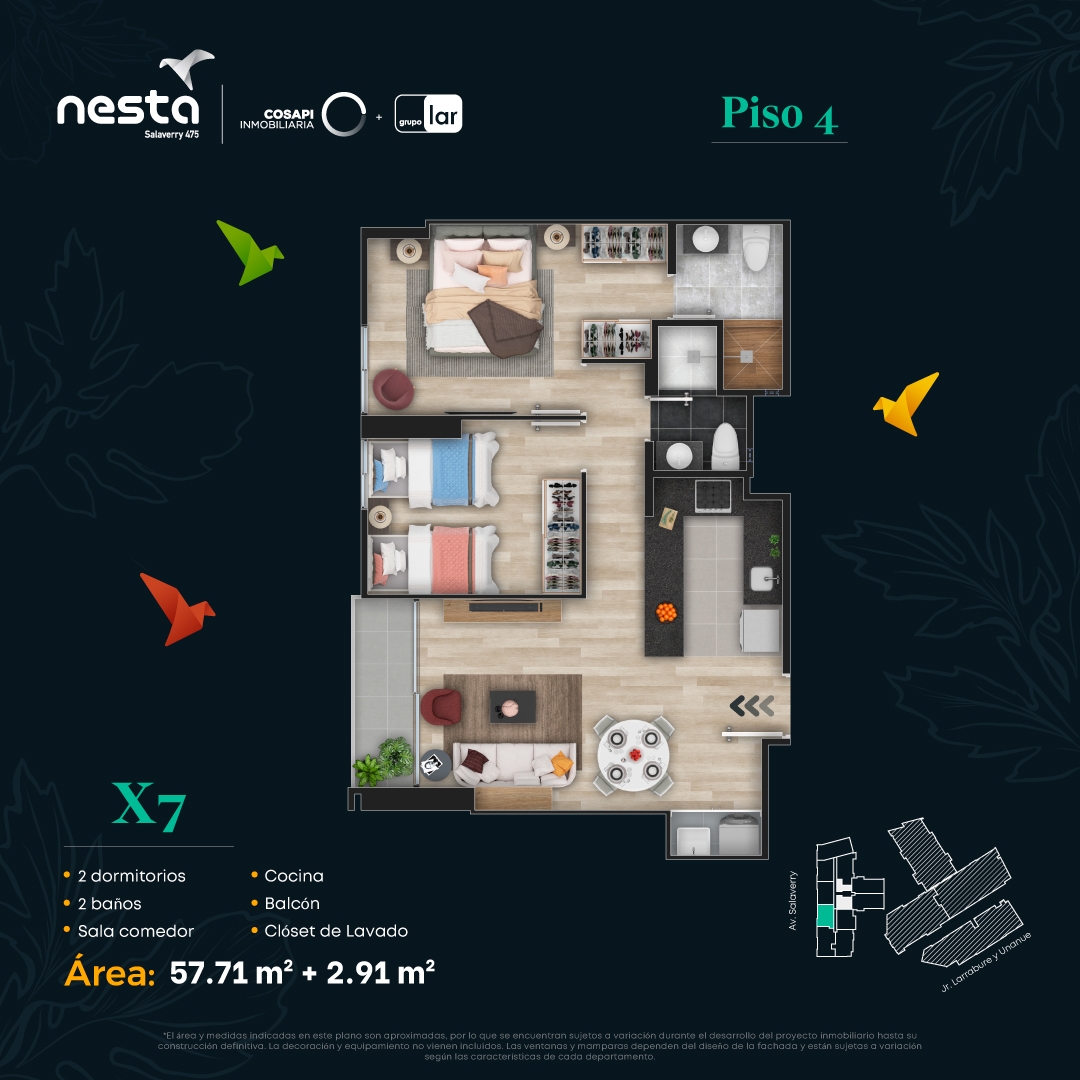 nesta
Salaverry 475
COSAPI
INMOBILIARIA
+
grupo lar
Piso 4
X7
• 2 dormitorios
• 2 baños
• Sala comedor
• Cocina
• Balcón
• Clóset de Lavado
Área: 57.71 m² + 2.91 m²
Av. Salaverry
Jr. Larrabure y Unanue
*El área y medidas indicadas en este plano son aproximadas, por lo que se encuentran sujetos a variación durante el desarrollo del proyecto inmobiliario hasta su
construcción definitiva. La decoración y equipamiento no vienen incluidos. Las ventanas y mamparas dependen del diseño de la fachada y están sujetas a variación
según las características de cada departamento.